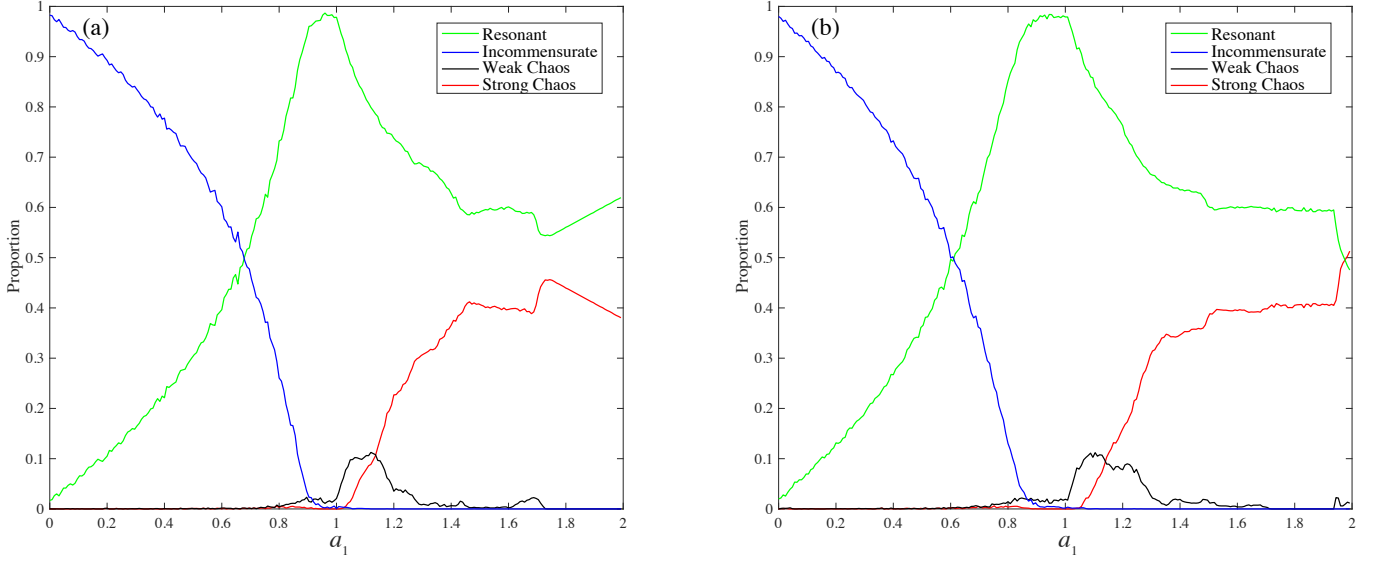 (a)
Resonant
Incommensurate
Weak Chaos
Strong Chaos
Proportion
1
0.9
0.8
0.7
0.6
0.5
0.4
0.3
0.2
0.1
0
0 0.2 0.4 0.6 0.8 1 1.2 1.4 1.6 1.8 2
a1
(b)
Resonant
Incommensurate
Weak Chaos
Strong Chaos
Proportion
1
0.9
0.8
0.7
0.6
0.5
0.4
0.3
0.2
0.1
0
0 0.2 0.4 0.6 0.8 1 1.2 1.4 1.6 1.8 2
a1